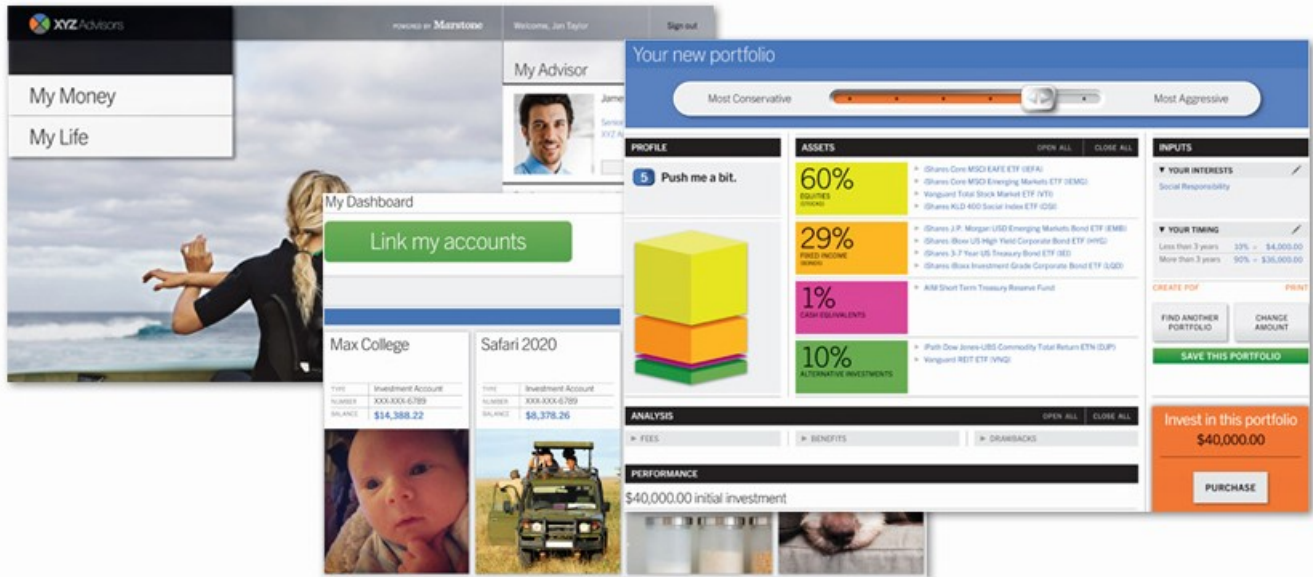 XYZ Advisors
POWERED BY Marstone
Welcome, Jan Taylor
Sign out
My Money
My Life
My Advisor
Jame
Senior
XYZ A
My Dashboard
Link my accounts
Max College
TYPE Investment Account
NUMBER XXX-XXX-6789
BALANCE $14,388.22
Safari 2020
TYPE Investment Account
NUMBER XXX-XXX-6789
BALANCE $8,378.26
Your new portfolio
Most Conservative
Most Aggressive
PROFILE
5 Push me a bit.
ASSETS
OPEN ALL
CLOSE ALL
60%
EQUITIES
(STOCKS)
iShares Core MSCI EAFE ETF (IEFA)
iShares Core MSCI Emerging Markets ETF (IEMG)
Vanguard Total Stock Market ETF (VTI)
iShares KLD 400 Social Index ETF (DSI)
29%
FIXED INCOME
(BONDS)
iShares J.P. Morgan USD Emerging Markets Bond ETF (EMB)
iShares iBoxx US High Yield Corporate Bond ETF (HYG)
iShares 3-7 Year US Treasury Bond ETF (IEI)
iShares iBoxx Investment Grade Corporate Bond ETF (LQD)
1%
CASH EQUIVALENTS
AIM Short Term Treasury Reserve Fund
10%
ALTERNATIVE INVESTMENTS
iPath Dow Jones-UBS Commodity Total Return ETN (DJP)
Vanguard REIT ETF (VNQ)
INPUTS
▼ YOUR INTERESTS
Social Responsibility
▼ YOUR TIMING
Less than 3 years 10% - $4,000.00
More than 3 years 90% - $36,000.00
CREATE PDF
PRINT
FIND ANOTHER
PORTFOLIO
CHANGE
AMOUNT
SAVE THIS PORTFOLIO
ANALYSIS
OPEN ALL
CLOSE ALL
FEES
BENEFITS
DRAWBACKS
PERFORMANCE
$40,000.00 initial investment
Invest in this portfolio
$40,000.00
PURCHASE